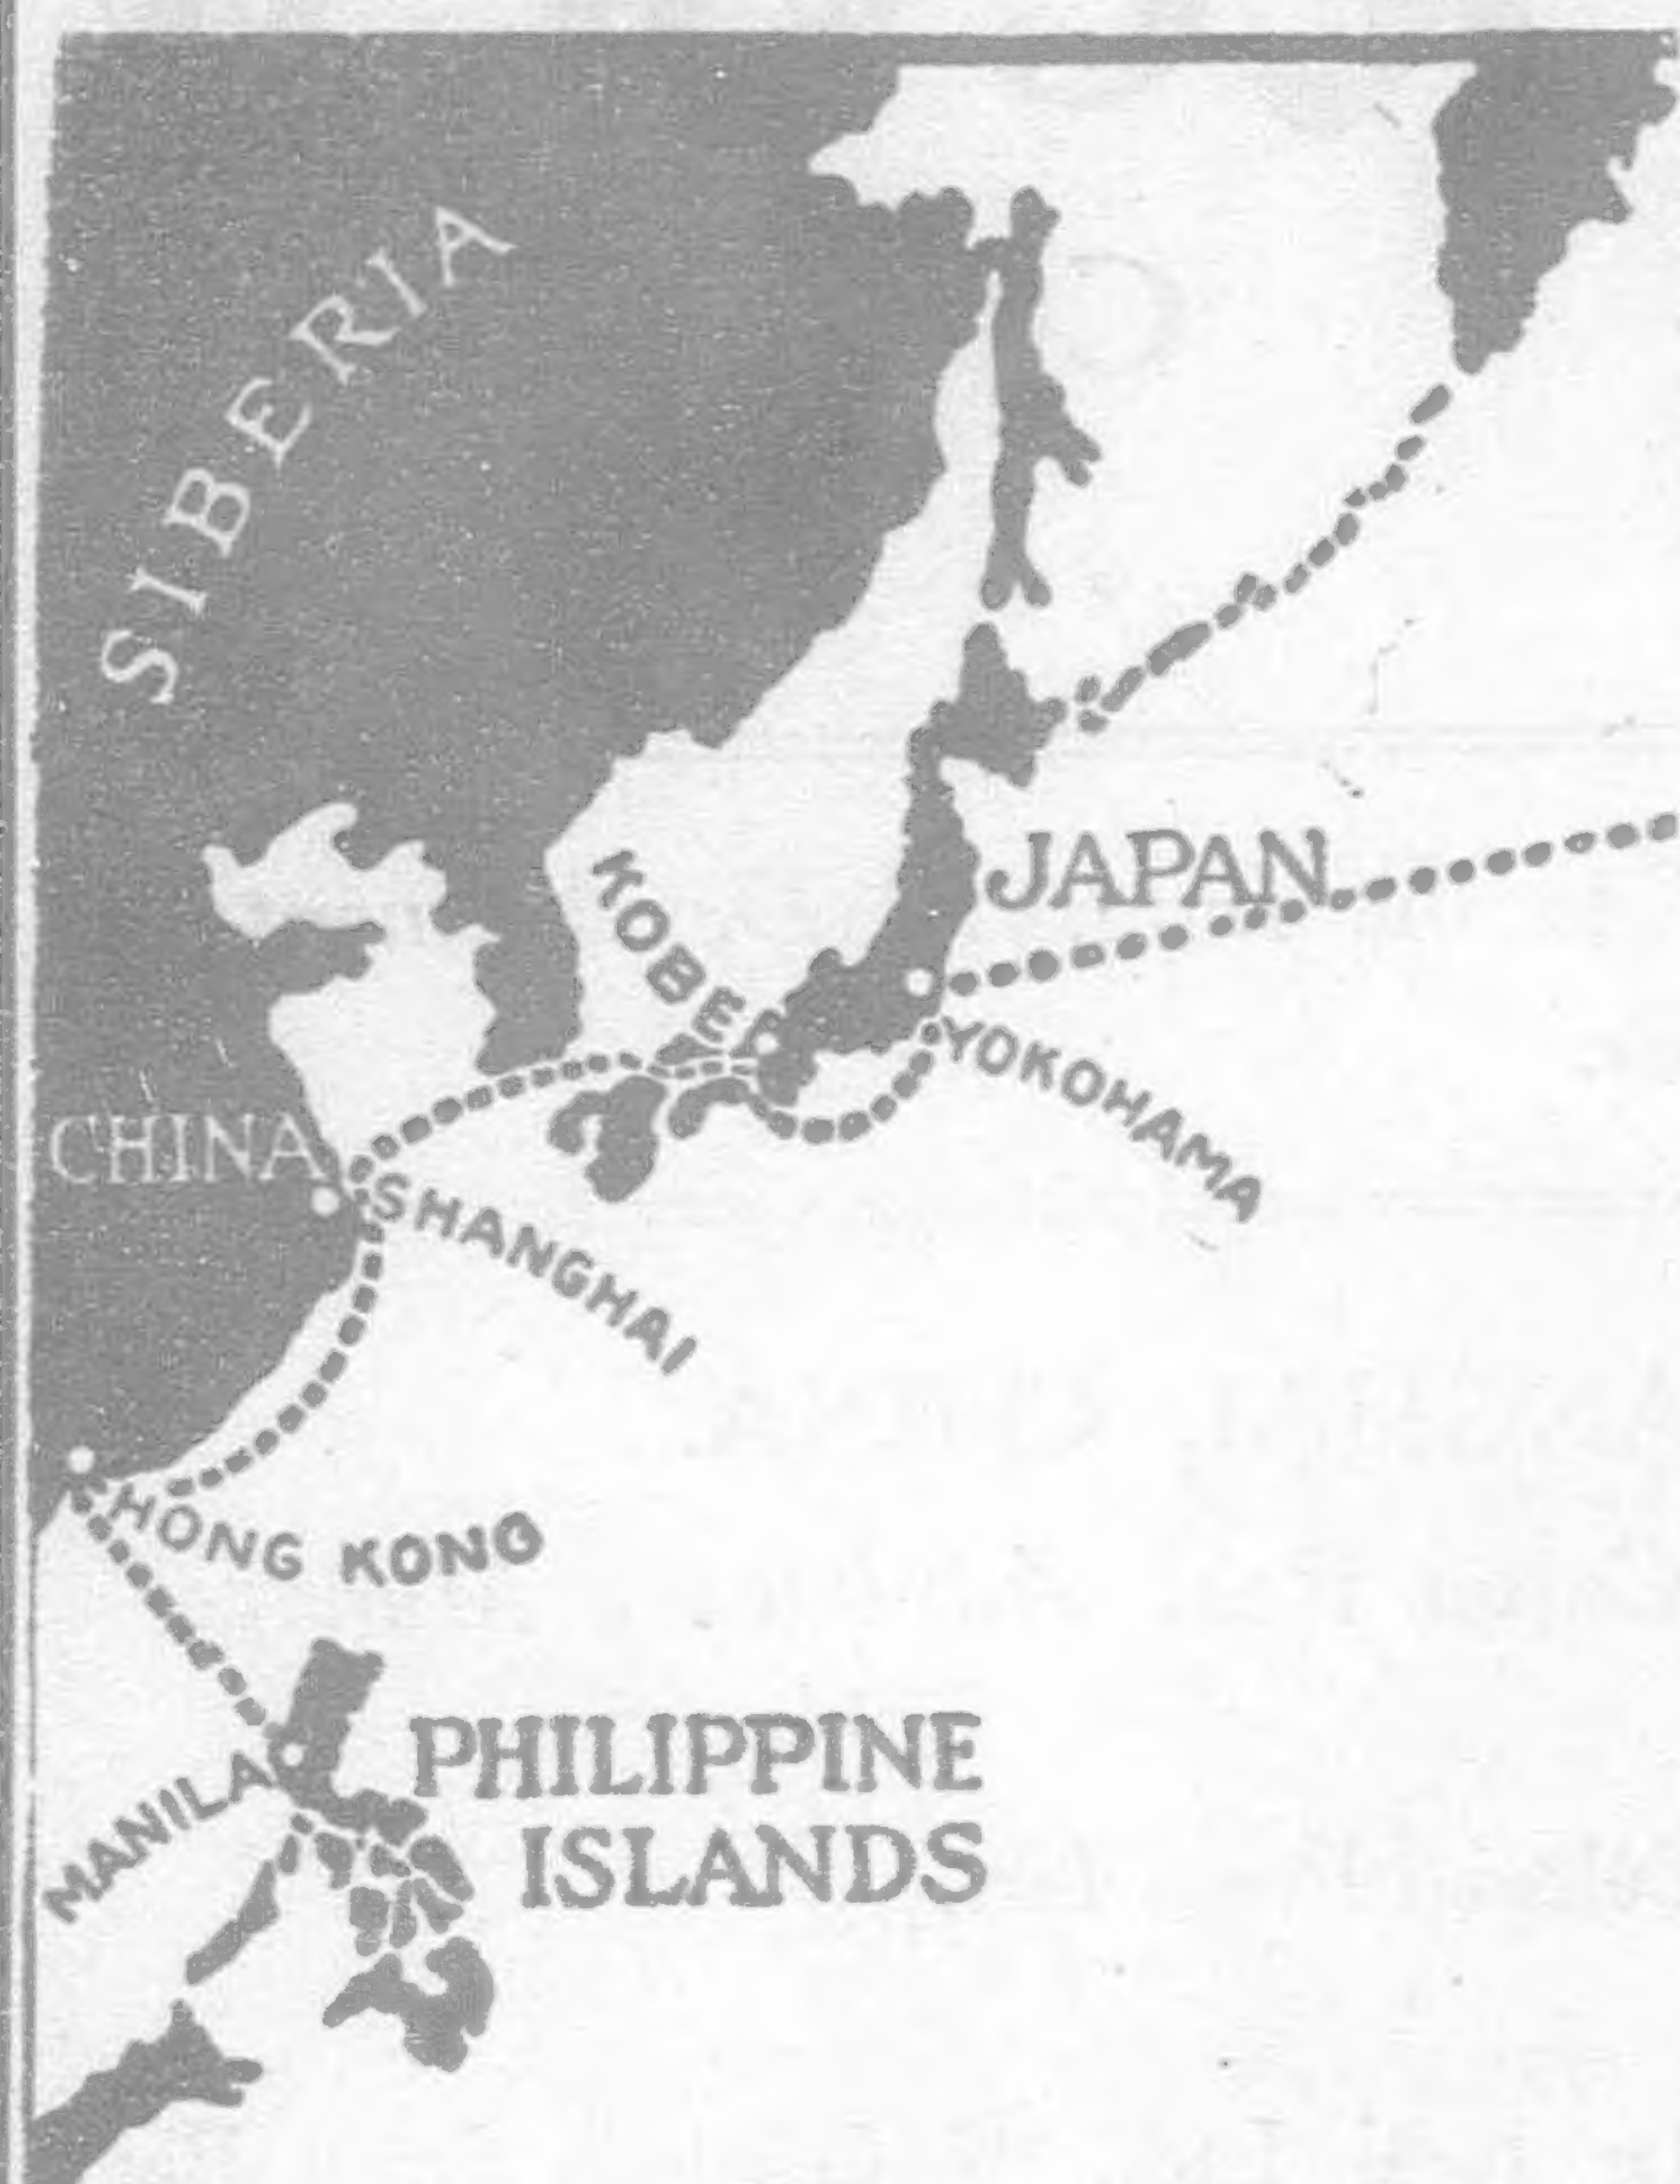 SIBERIA
JAPAN
KOBE
YOKOHAMA
CHINA
SHANGHAI
HONG KONG
PHILIPPINE
ISLANDS
MANILA